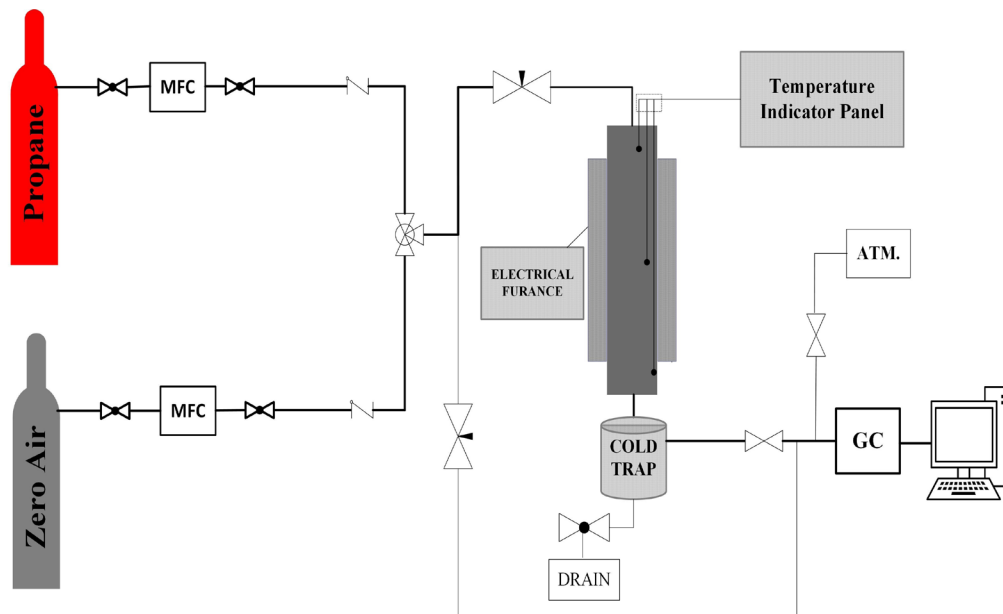 Propane
MFC
Temperature
Indicator Panel
ELECTRICAL
FURANCE
ATM.
Zero Air
MFC
COLD
TRAP
GC
DRAIN